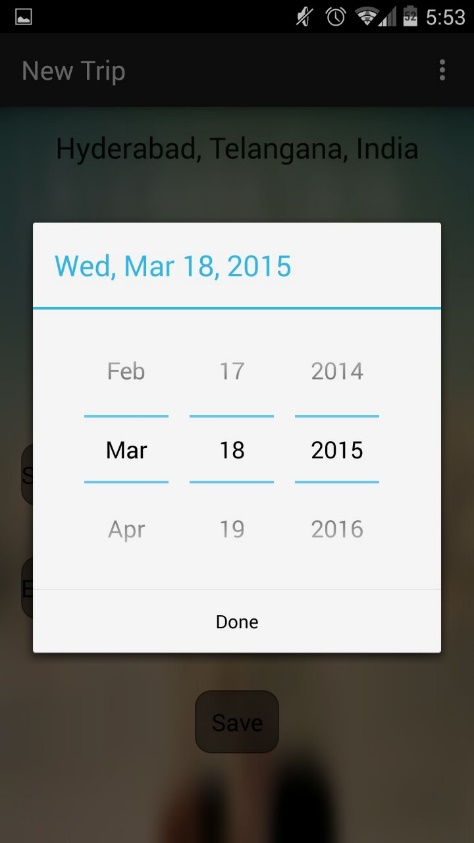 52 5:53
New Trip
Hyderabad, Telangana, India
Wed, Mar 18, 2015
Feb 17 2014
Mar 18 2015
Apr 19 2016
S
E
Done
Save